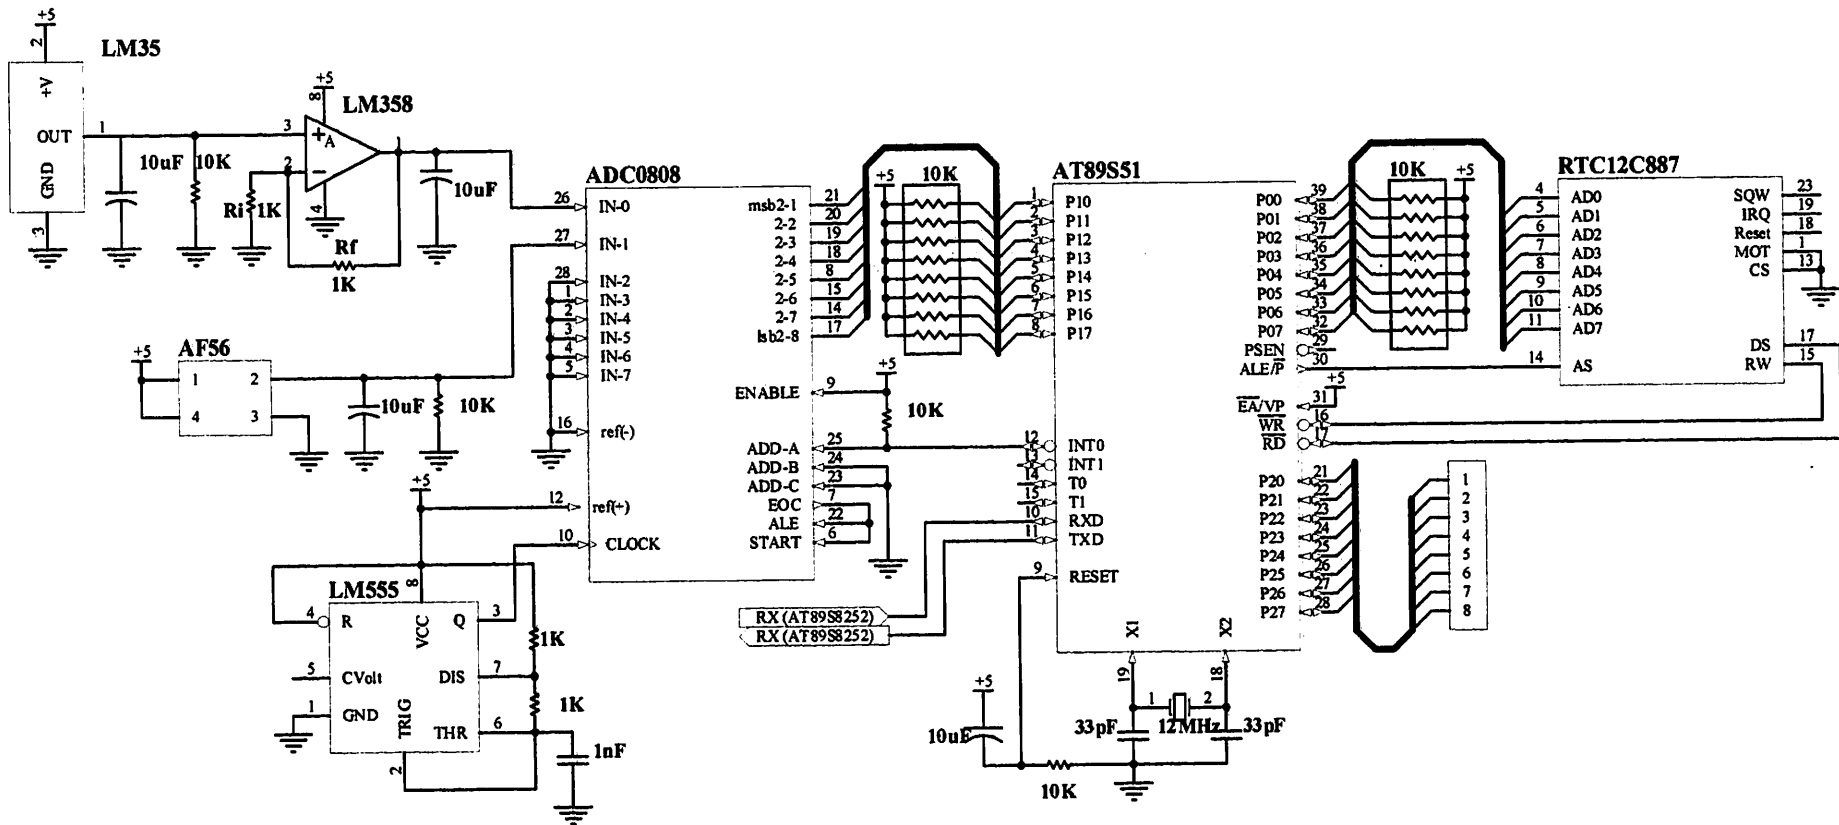 +5
2
LM35
+V
OUT
GND
1
3
10uF
10K
+5
8
LM358
3
+
A
2
−
4
Ri
1K
Rf
1K
10uF
AF56
+5
1
2
4
3
10uF
10K
ADC0808
26 IN-0
27 IN-1
28 IN-2
1 IN-3
2 IN-4
3 IN-5
4 IN-6
5 IN-7
16 ref(-)
12 ref(+)
10 CLOCK
msb2-1 21
2-2 20
2-3 19
2-4 18
2-5 8
2-6 15
2-7 14
lsb2-8 17
ENABLE 9
ADD-A 25
ADD-B 24
ADD-C 23
EOC 7
ALE 22
START 6
+5
10K
+5
10K
+5
LM555
4 R
8 VCC
Q 3
5 CVolt
DIS 7
1 GND
TRIG 2
THR 6
1K
1K
1nF
RX (AT89S8252)
RX (AT89S8252)
AT89S51
1 P10
2 P11
3 P12
4 P13
5 P14
6 P15
7 P16
8 P17
12 INT0
13 INT1
14 T0
15 T1
10 RXD
11 TXD
9 RESET
P00 39
P01 38
P02 37
P03 36
P04 35
P05 34
P06 33
P07 32
PSEN 29
ALE/P 30
EA/VP 31
+5
WR 16
RD 17
P20 21
P21 22
P22 23
P23 24
P24 25
P25 26
P26 27
P27 28
X1
X2
19
18
1
2
33pF
12MHz
33pF
+5
10uF
10K
10K
+5
RTC12C887
4 AD0
5 AD1
6 AD2
7 AD3
8 AD4
9 AD5
10 AD6
11 AD7
14 AS
SQW 23
IRQ 19
Reset 18
MOT 1
CS 13
DS 17
RW 15
1
2
3
4
5
6
7
8